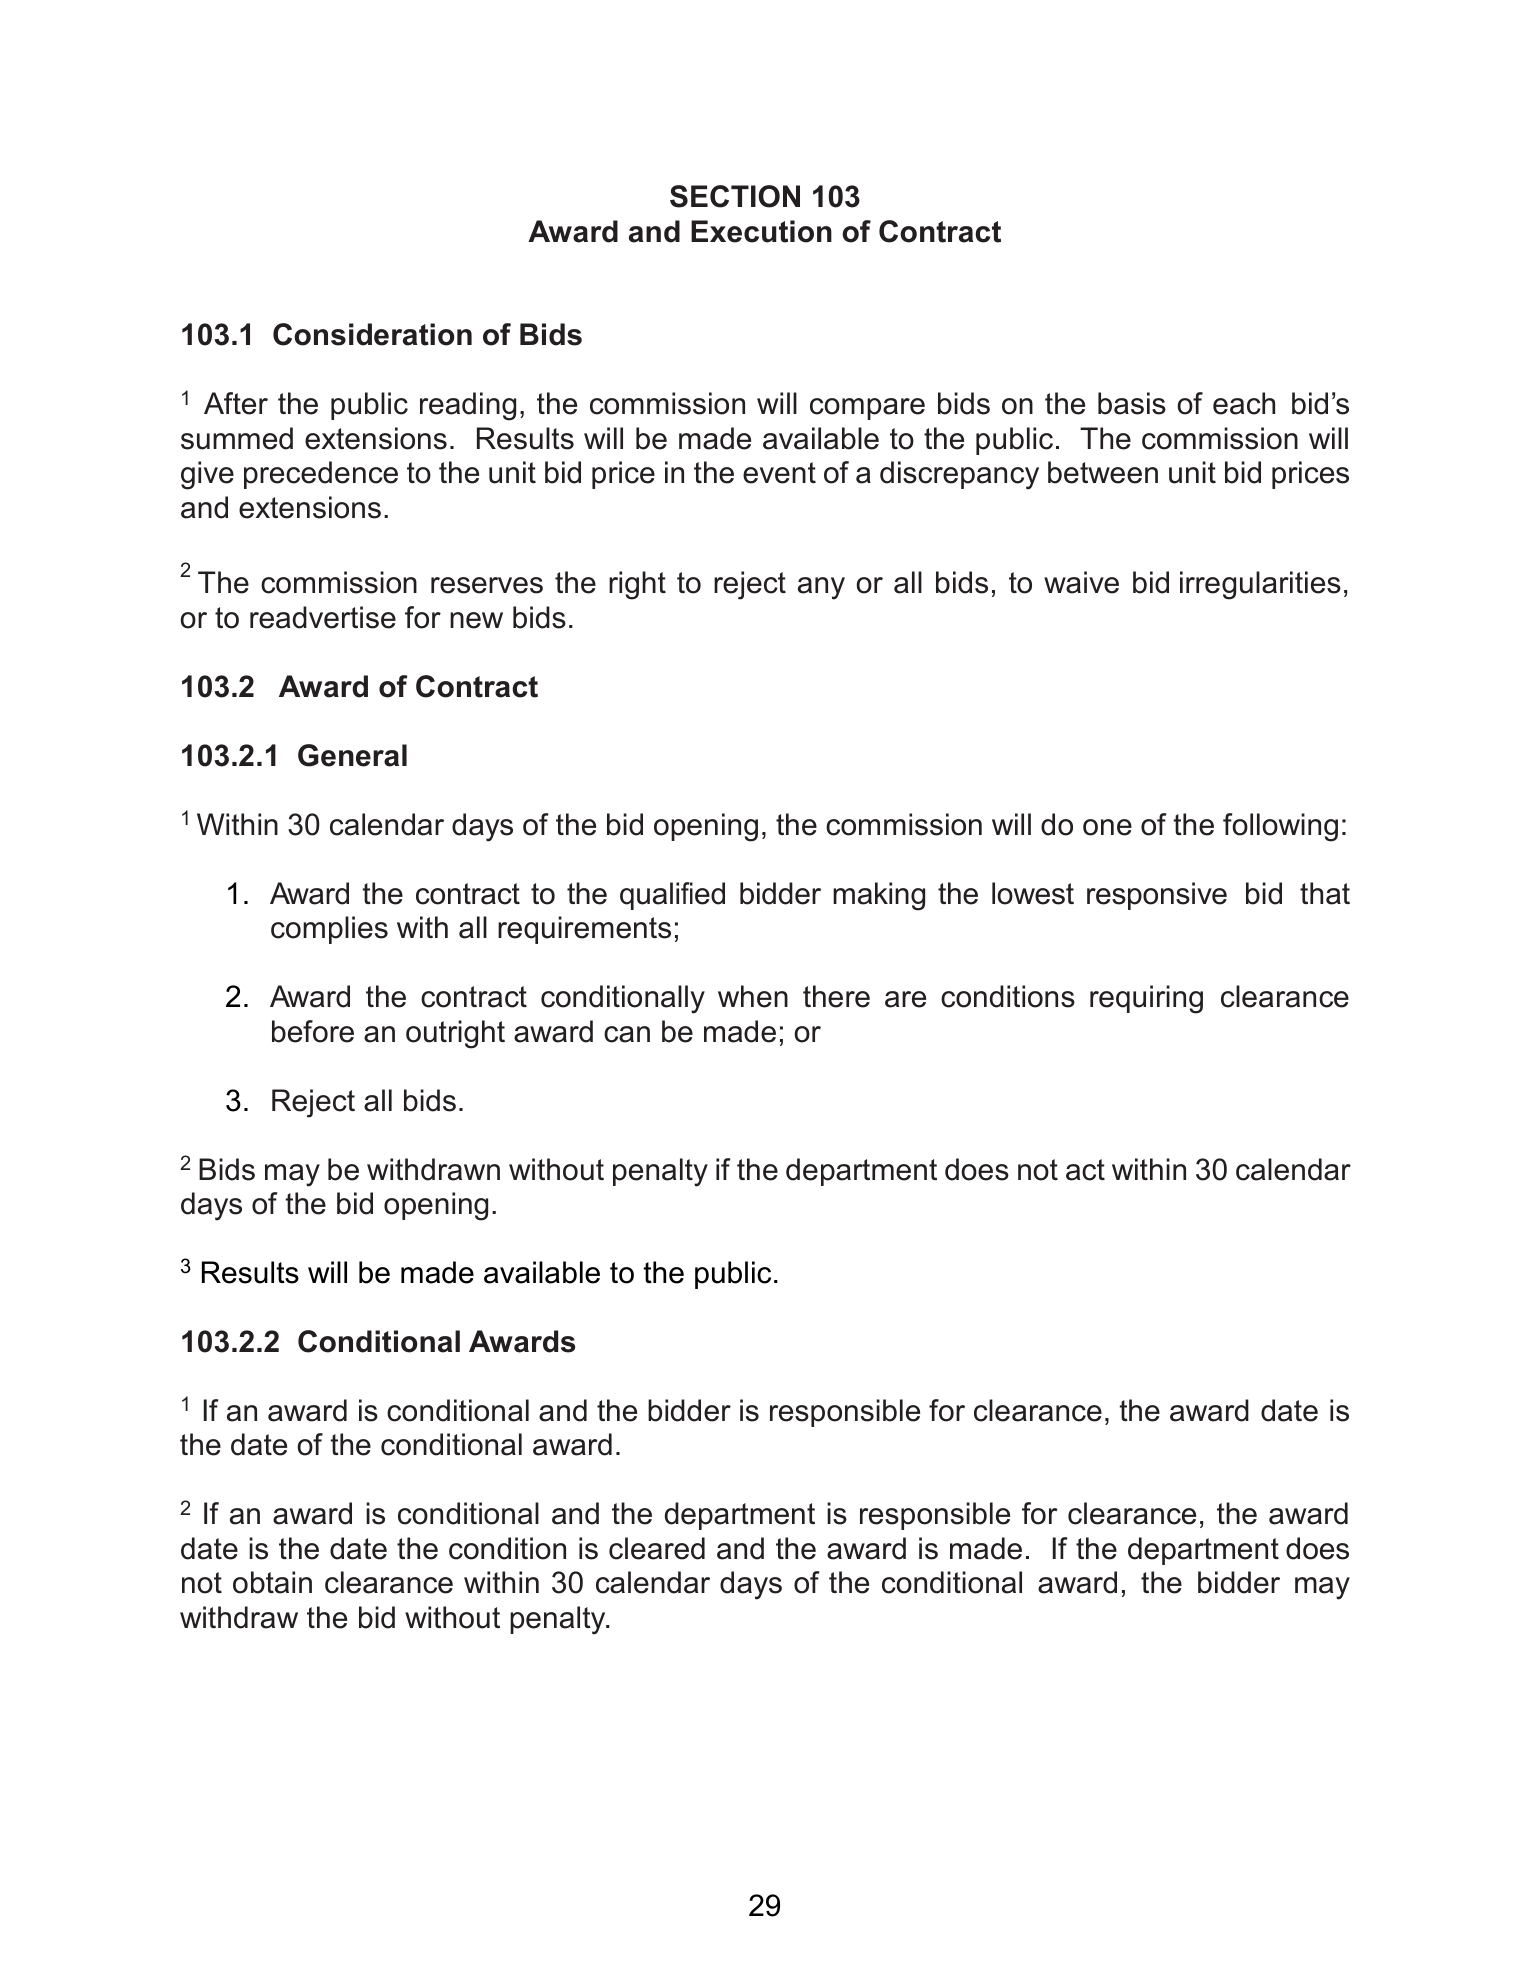 SECTION 103
Award and Execution of Contract
103.1 Consideration of Bids
1 After the public reading, the commission will compare bids on the basis of each bid’s
summed extensions. Results will be made available to the public. The commission will
give precedence to the unit bid price in the event of a discrepancy between unit bid prices
and extensions.
2 The commission reserves the right to reject any or all bids, to waive bid irregularities,
or to readvertise for new bids.
103.2 Award of Contract
103.2.1 General
1 Within 30 calendar days of the bid opening, the commission will do one of the following:
1. Award the contract to the qualified bidder making the lowest responsive bid that
complies with all requirements;
2. Award the contract conditionally when there are conditions requiring clearance
before an outright award can be made; or
3. Reject all bids.
2 Bids may be withdrawn without penalty if the department does not act within 30 calendar
days of the bid opening.
3 Results will be made available to the public.
103.2.2 Conditional Awards
1 If an award is conditional and the bidder is responsible for clearance, the award date is
the date of the conditional award.
2 If an award is conditional and the department is responsible for clearance, the award
date is the date the condition is cleared and the award is made. If the department does
not obtain clearance within 30 calendar days of the conditional award, the bidder may
withdraw the bid without penalty.
29